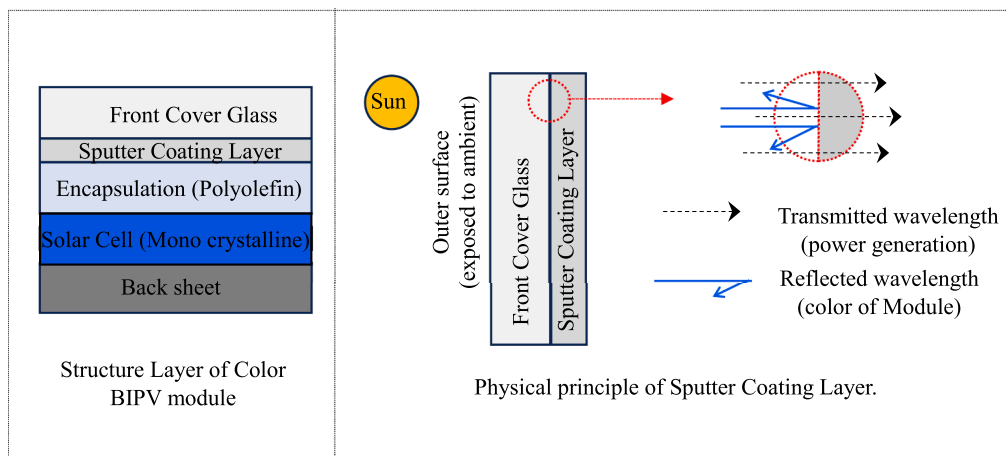 Front Cover Glass
Sputter Coating Layer
Encapsulation (Polyolefin)
Solar Cell (Mono crystalline)
Back sheet
Structure Layer of Color
BIPV module
Sun
Outer surface
(exposed to ambient)
Front Cover Glass
Sputter Coating Layer
Transmitted wavelength
(power generation)
Reflected wavelength
(color of Module)
Physical principle of Sputter Coating Layer.